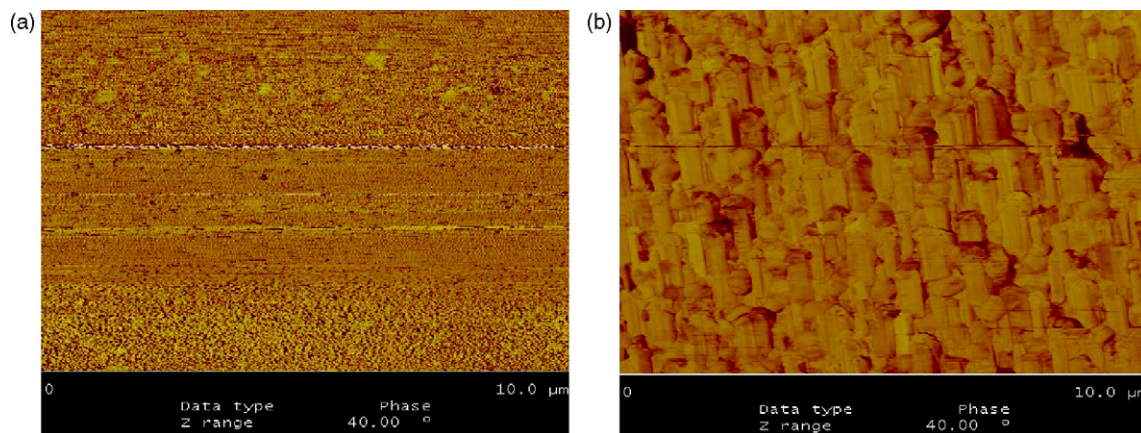 (a)
(b)
0 10.0 µm
Data type Phase
Z range 40.00 º
0 10.0 µm
Data type Phase
Z range 40.00 º